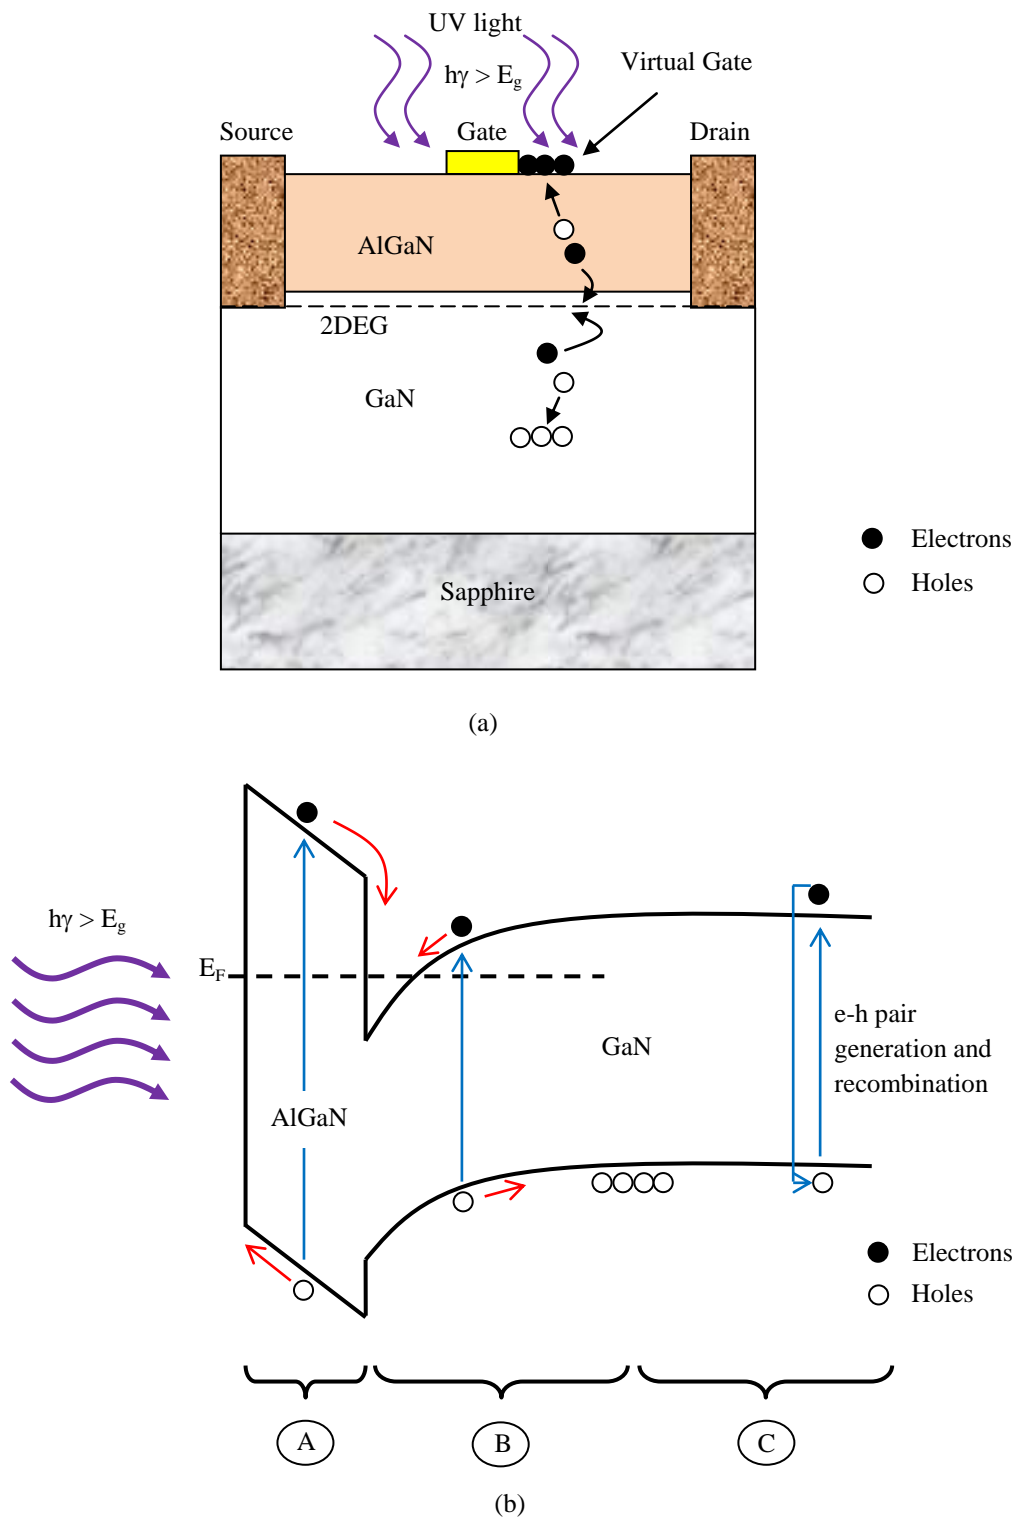 UV light
hγ > Eg
Virtual Gate
Source
Gate
Drain
AlGaN
2DEG
GaN
Electrons
Holes
Sapphire
(a)
hγ > Eg
EF
GaN
e-h pair
generation and
recombination
AlGaN
Electrons
Holes
A
B
C
(b)